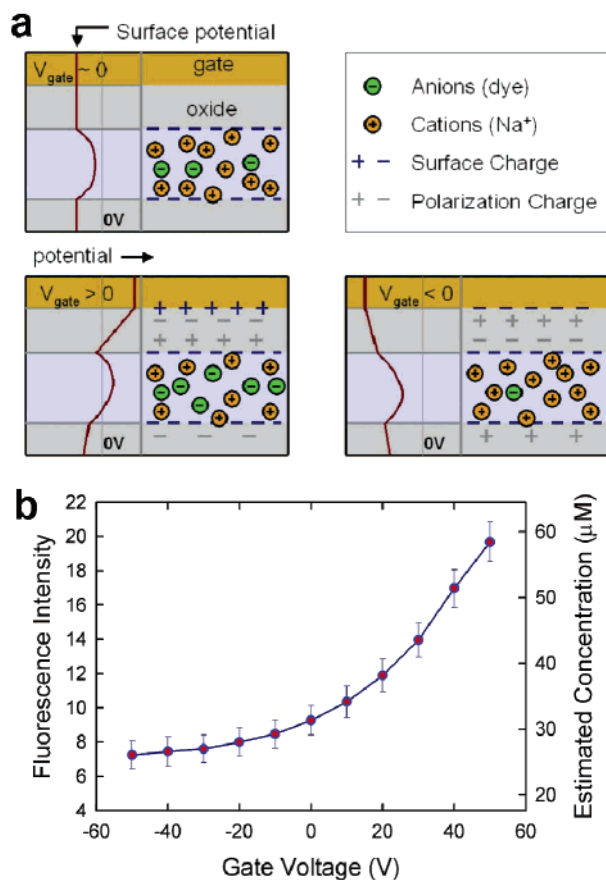 a
Surface potential
V_gate ~ 0
gate
oxide
0V
Anions (dye)
Cations (Na⁺)
+ − Surface Charge
+ − Polarization Charge
potential
V_gate > 0
0V
V_gate < 0
0V
b
Fluorescence Intensity
22
20
18
16
14
12
10
8
6
4
60
50
40
30
20
Estimated Concentration (μM)
-60 -40 -20 0 20 40 60
Gate Voltage (V)